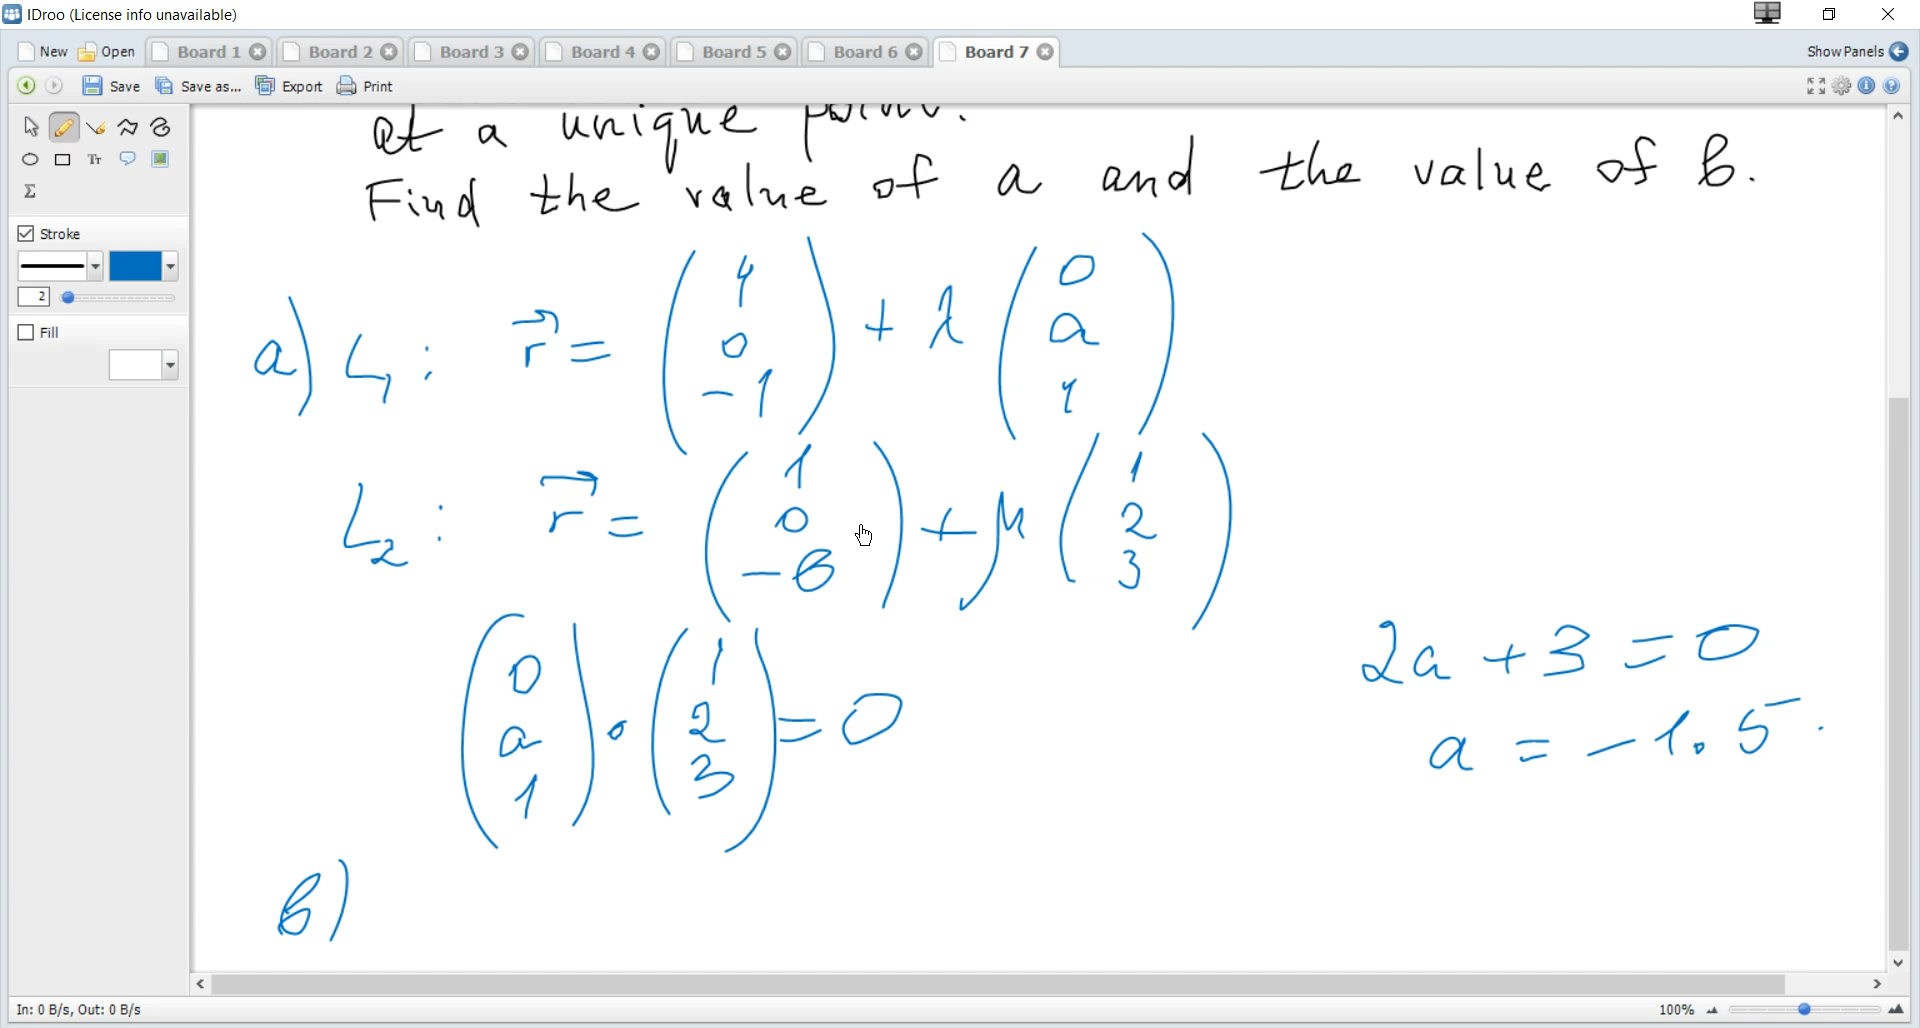 IDroo (License info unavailable)
New Open Board 1 Board 2 Board 3 Board 4 Board 5 Board 6 Board 7 Show Panels
Save Save as... Export Print
Tr
Σ
Stroke
2
Fill
at a unique point.
Find the value of a and the value of b.
a) L₁ : r⃗ = (4 0 -1) + λ (0 a 1)
L₂ : r⃗ = (1 0 -b) + μ (1 2 3)
(0 a 1) · (1 2 3) = 0
2a + 3 = 0
a = -1.5.
b)
In: 0 B/s, Out: 0 B/s 100%